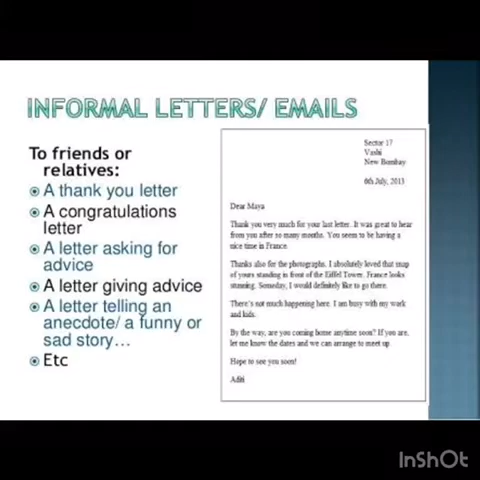 INFORMAL LETTERS/ EMAILS
To friends or
relatives:
A thank you letter
A congratulations
letter
A letter asking for
advice
A letter giving advice
A letter telling an
anecdote/ a funny or
sad story...
Etc
Sector 17
Vashi
New Bombay
6th July, 2013
Dear Maya
Thank you very much for your last letter. It was great to hear
from you after so many months. You seem to be having a
nice time in France.
Thanks also for the photographs. I absolutely loved that snap
of yours standing in front of the Eiffel Tower. France looks
stunning. Someday, I would definitely like to go there.
There's not much happening here. I am busy with my work
and kids.
By the way, are you coming home anytime soon? If you are,
let me know the dates and we can arrange to meet up.
Hope to see you soon!
Aditi
InShOt